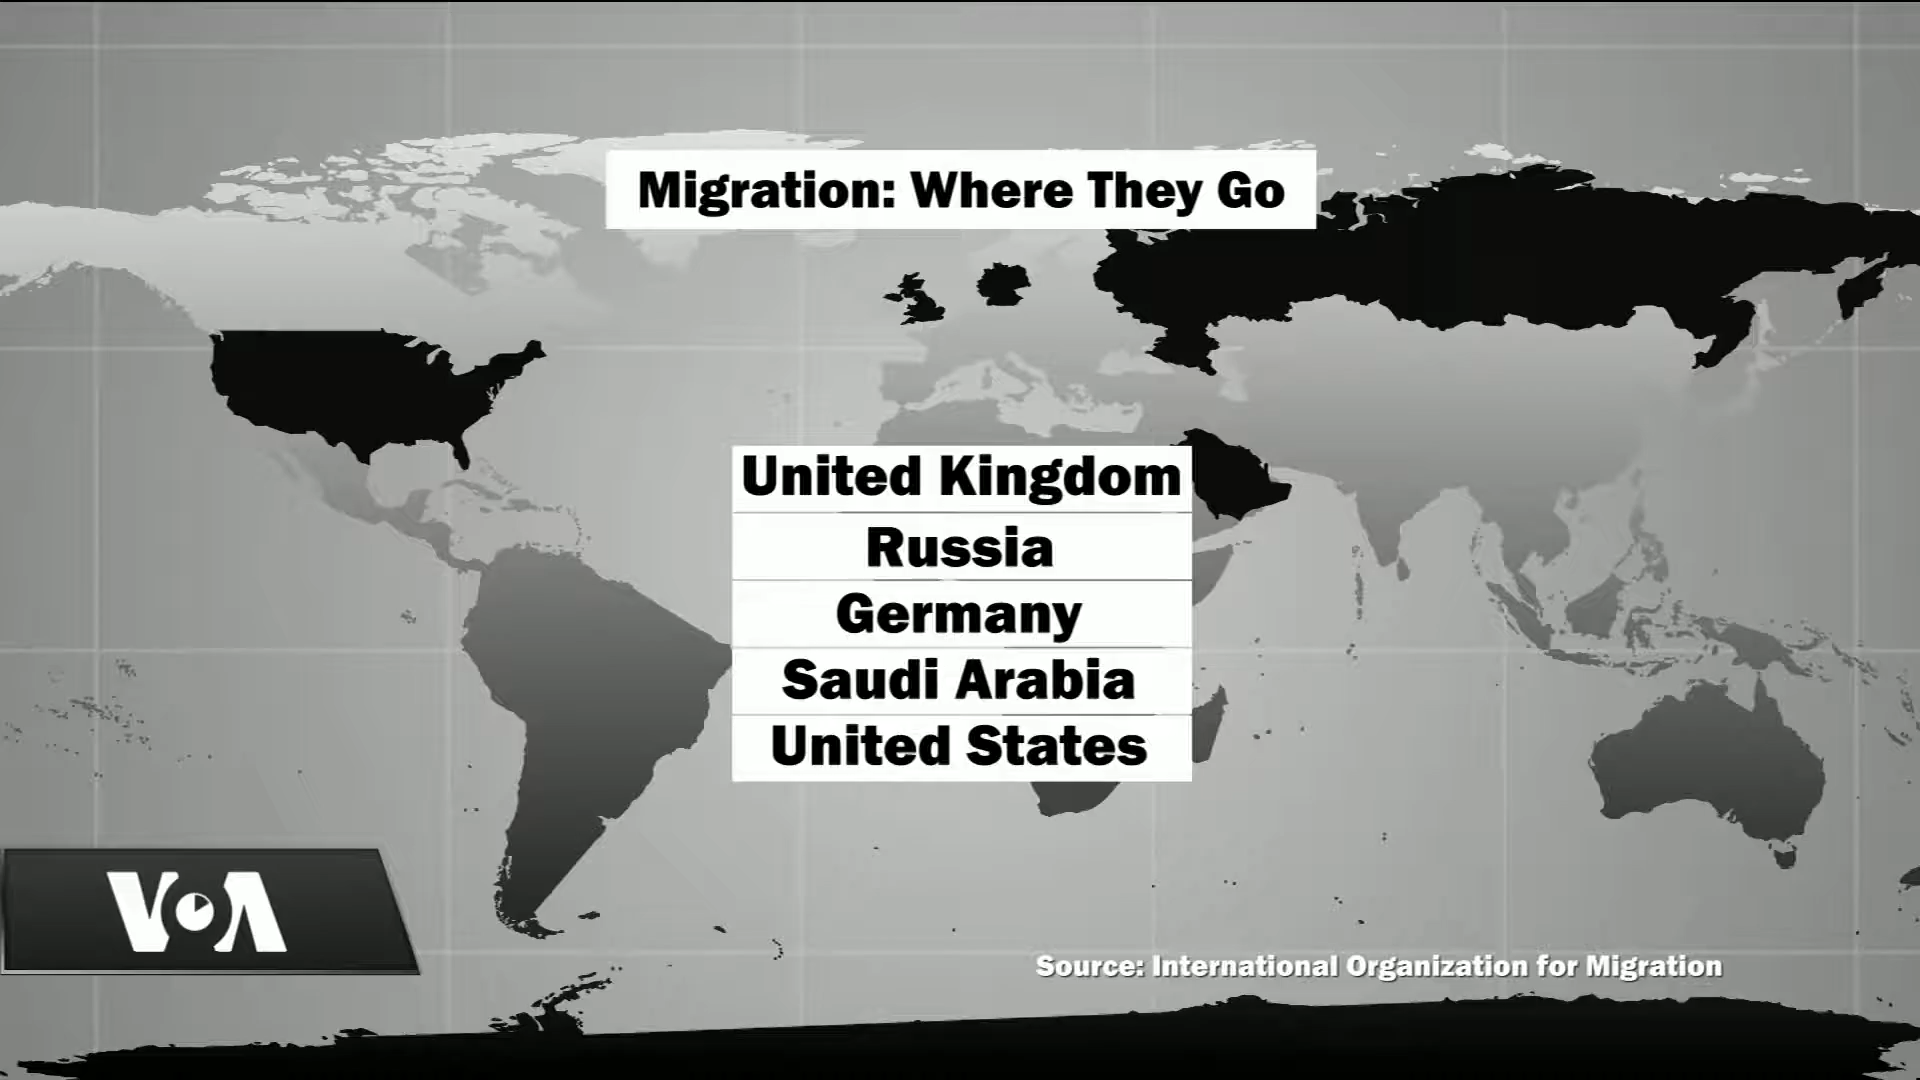 Migration: Where They Go
United Kingdom
Russia
Germany
Saudi Arabia
United States
VOA
Source: International Organization for Migration